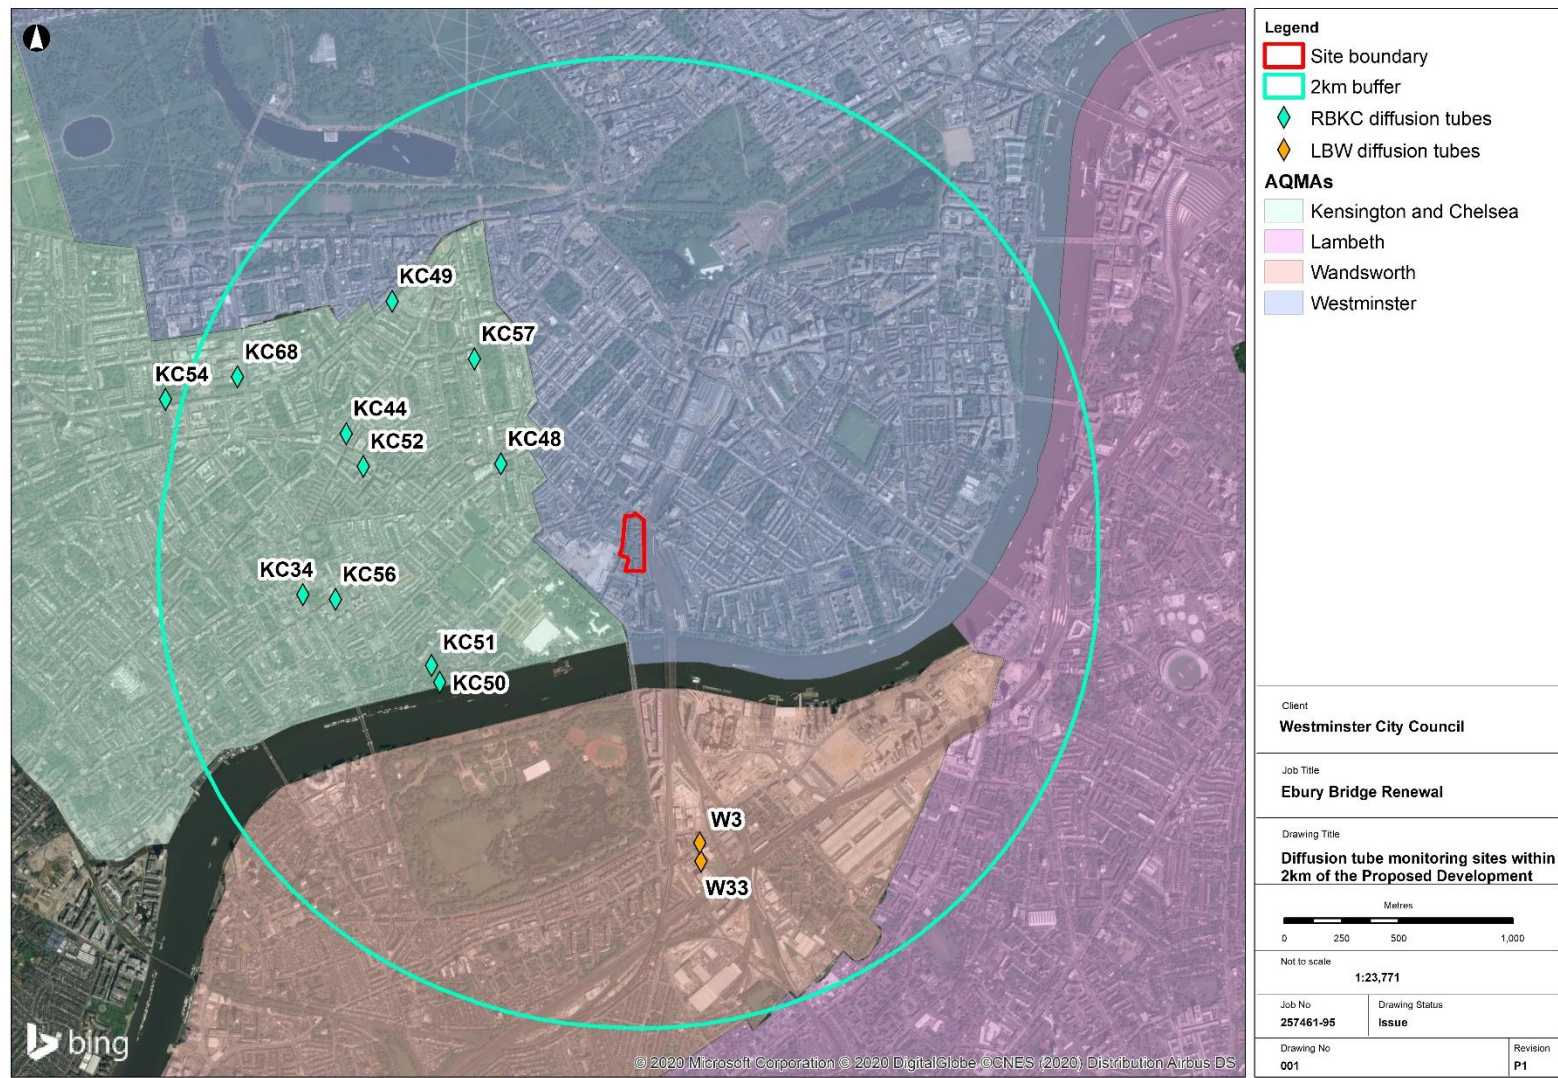 KC49
KC57
KC68
KC54
KC44
KC52
KC48
KC34
KC56
KC51
KC50
W3
W33
bing
© 2020 Microsoft Corporation © 2020 DigitalGlobe ©CNES (2020) Distribution Airbus DS
Legend
Site boundary
2km buffer
RBKC diffusion tubes
LBW diffusion tubes
AQMAs
Kensington and Chelsea
Lambeth
Wandsworth
Westminster
Client
Westminster City Council
Job Title
Ebury Bridge Renewal
Drawing Title
Diffusion tube monitoring sites within
2km of the Proposed Development
Metres
0 250 500 1,000
Not to scale
1:23,771
Job No Drawing Status
257461-95 Issue
Drawing No Revision
001 P1